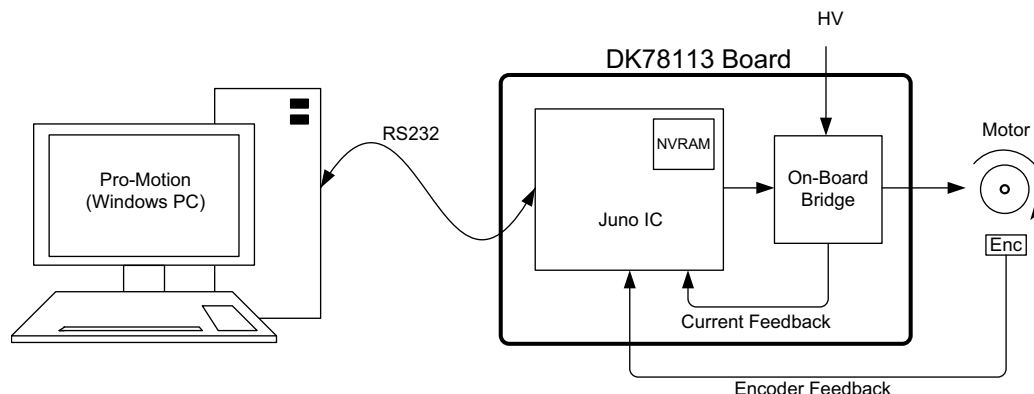 HV
DK78113 Board
RS232
NVRAM
Motor
Pro-Motion
(Windows PC)
On-Board
Bridge
Juno IC
Enc
Current Feedback
Encoder Feedback